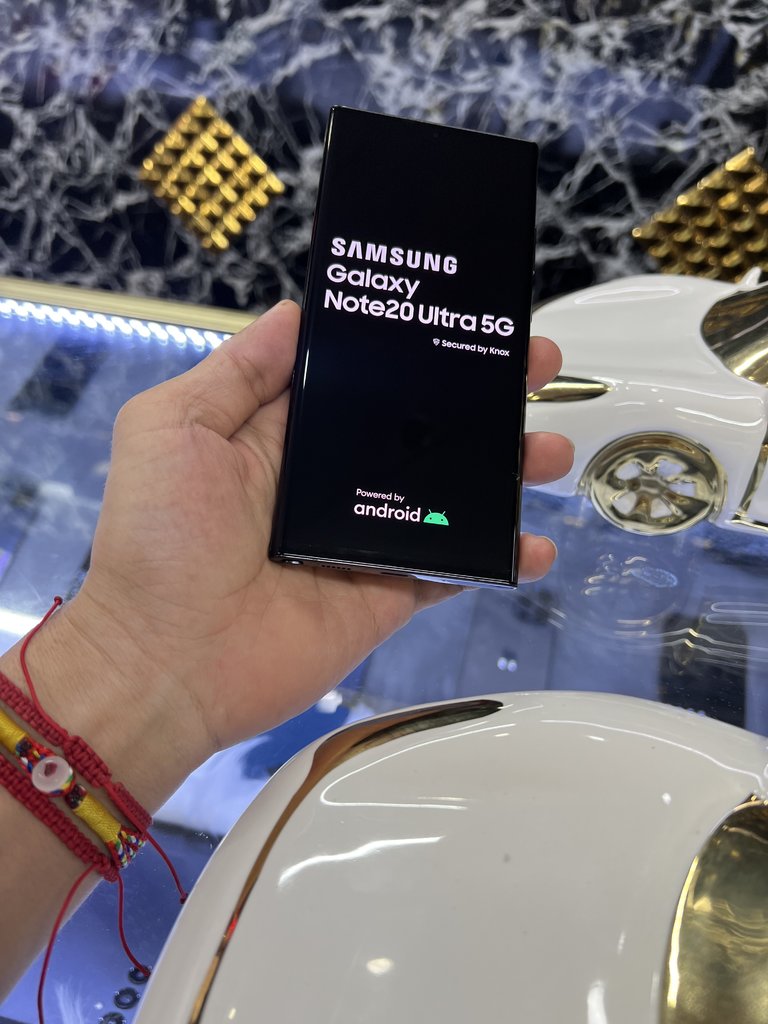 SAMSUNG
Galaxy
Note20 Ultra 5G
Secured by Knox
Powered by
android